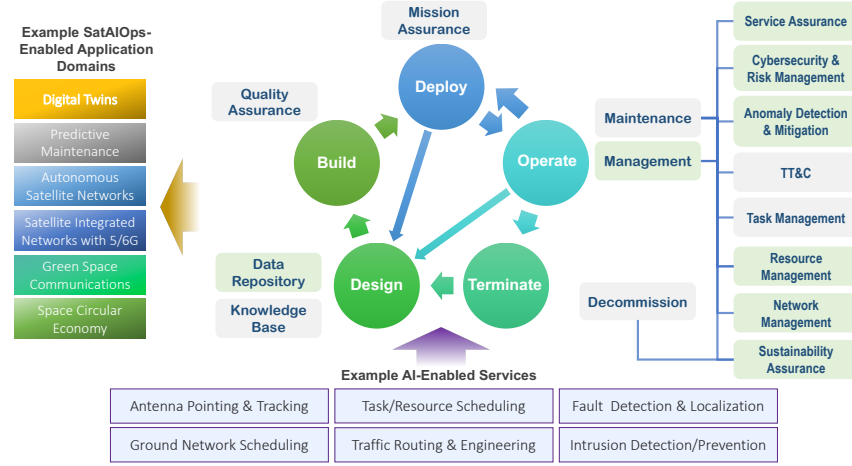 Example SatAIOps-
Enabled Application
Domains
Digital Twins
Predictive
Maintenance
Autonomous
Satellite Networks
Satellite Integrated
Networks with 5/6G
Green Space
Communications
Space Circular
Economy
Mission
Assurance
Quality
Assurance
Deploy
Build
Operate
Design
Terminate
Data
Repository
Knowledge
Base
Maintenance
Management
Decommission
Service Assurance
Cybersecurity &
Risk Management
Anomaly Detection
& Mitigation
TT&C
Task Management
Resource
Management
Network
Management
Sustainability
Assurance
Example AI-Enabled Services
Antenna Pointing & Tracking
Task/Resource Scheduling
Fault Detection & Localization
Ground Network Scheduling
Traffic Routing & Engineering
Intrusion Detection/Prevention